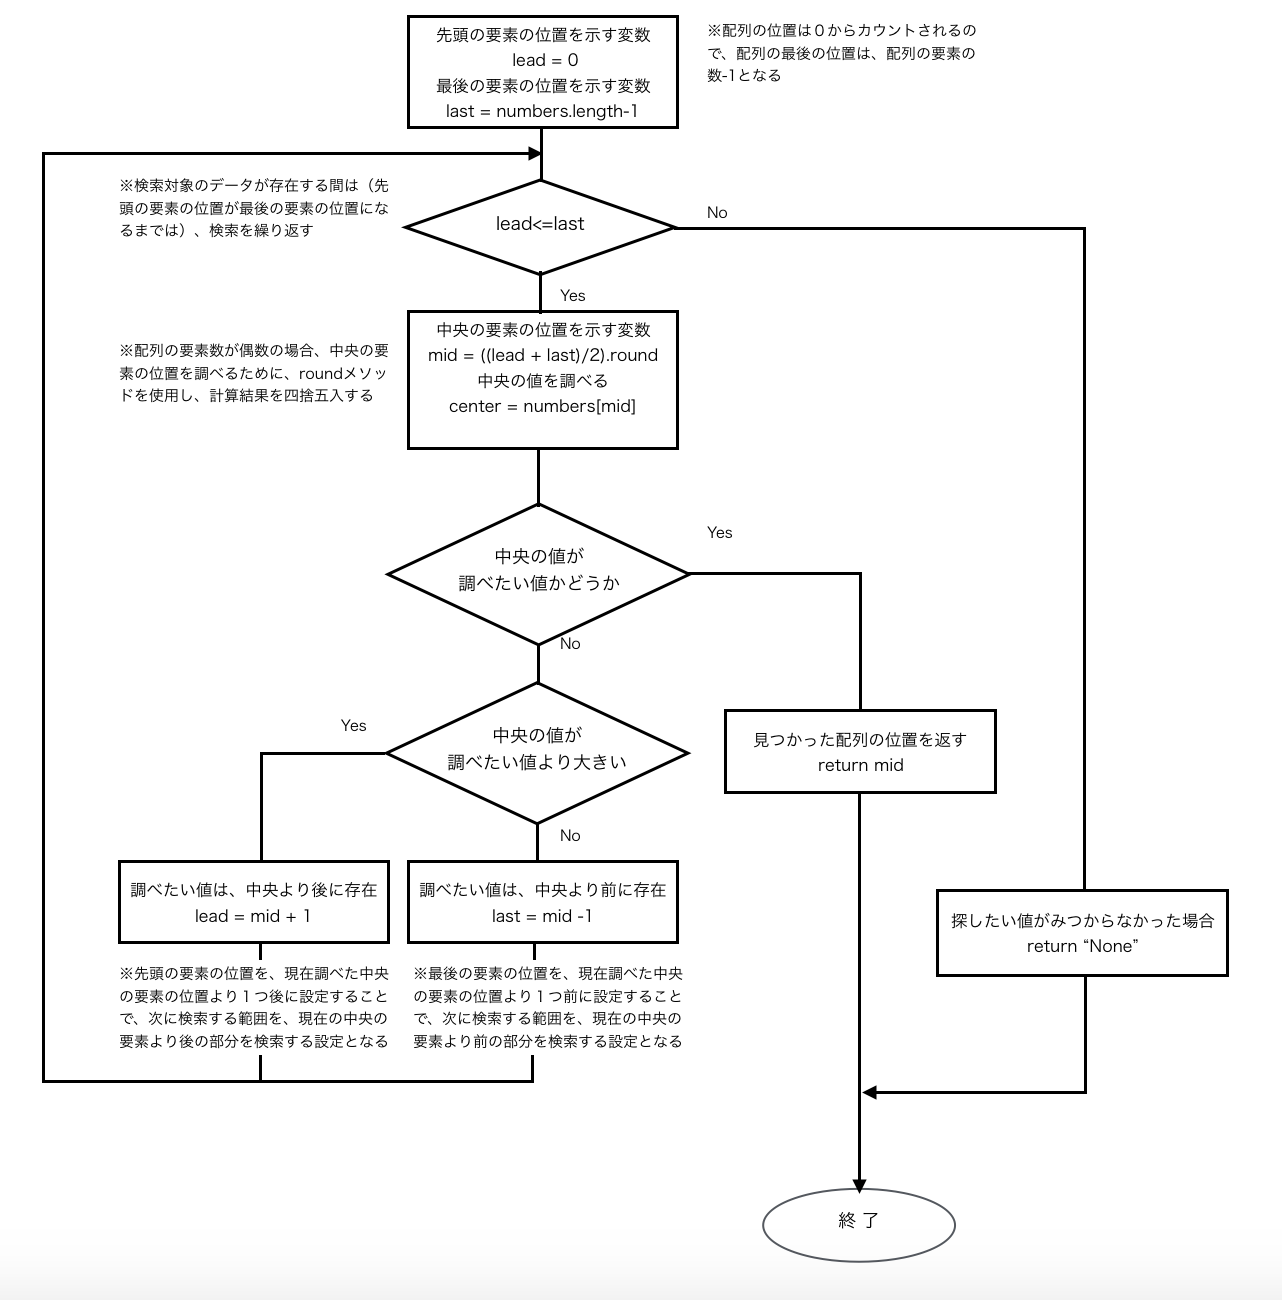 先頭の要素の位置を示す変数
lead = 0
最後の要素の位置を示す変数
last = numbers.length-1
※配列の位置は０からカウントされるの
で、配列の最後の位置は、配列の要素の
数-1となる
※検索対象のデータが存在する間は（先
頭の要素の位置が最後の要素の位置にな
るまでは）、検索を繰り返す
lead<=last
No
Yes
※配列の要素数が偶数の場合、中央の要
素の位置を調べるために、roundメソッ
ドを使用し、計算結果を四捨五入する
中央の要素の位置を示す変数
mid = ((lead + last)/2).round
中央の値を調べる
center = numbers[mid]
中央の値が
調べたい値かどうか
Yes
No
中央の値が
調べたい値より大きい
Yes
No
見つかった配列の位置を返す
return mid
調べたい値は、中央より後に存在
lead = mid + 1
調べたい値は、中央より前に存在
last = mid -1
探したい値がみつからなかった場合
return “None”
※先頭の要素の位置を、現在調べた中央
の要素の位置より１つ後に設定すること
で、次に検索する範囲を、現在の中央の
要素より後の部分を検索する設定となる
※最後の要素の位置を、現在調べた中央
の要素の位置より１つ前に設定すること
で、次に検索する範囲を、現在の中央の
要素より前の部分を検索する設定となる
終 了